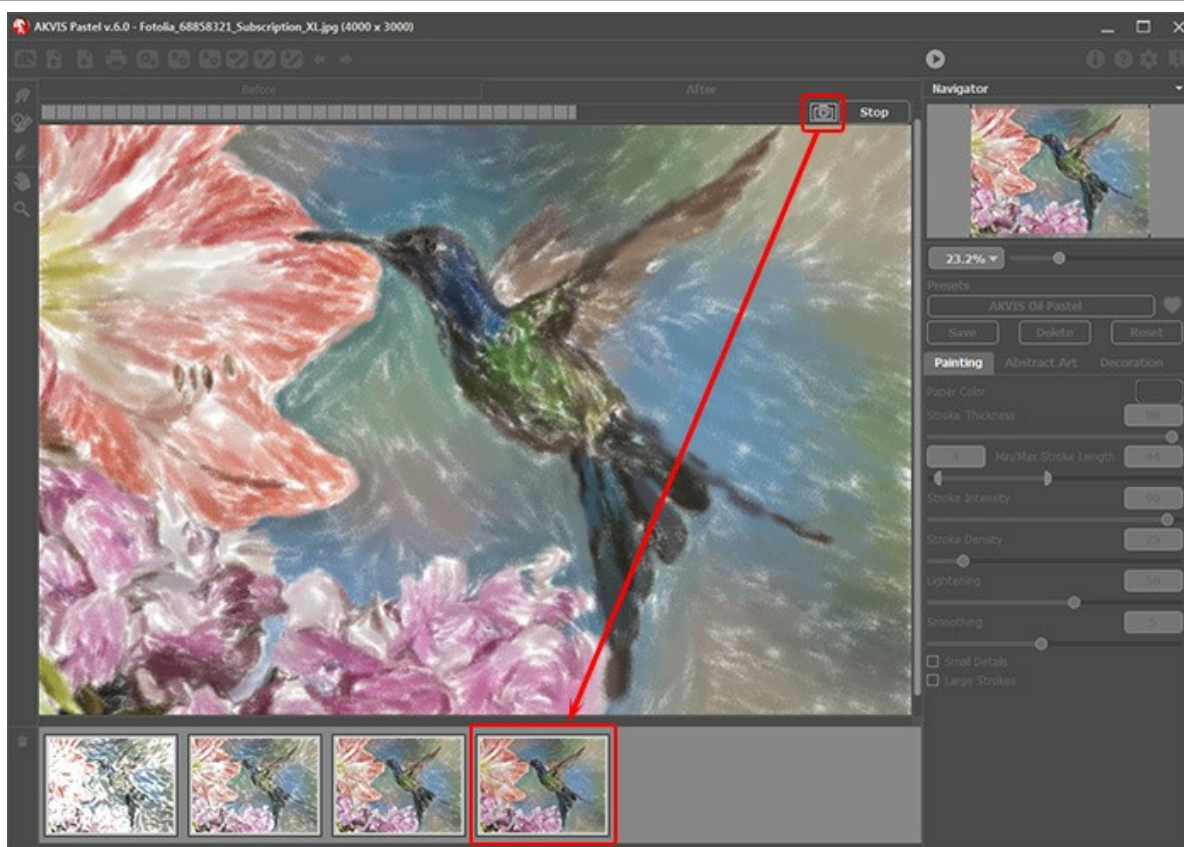 AKVIS Pastel v.6.0 - Fotolia_68858321_Subscription_XL.jpg (4000 x 3000)
Before
After
Stop
Navigator
23.2%
Presets
AKVIS Oil Pastel
Save Delete Reset
Painting Abstract Art Decoration
Paper Color
Stroke Thickness
4 Min/Max Stroke Length 44
Stroke Intensity 90
Stroke Density 25
Lightening 50
Smoothing 5
Small Details
Large Strokes